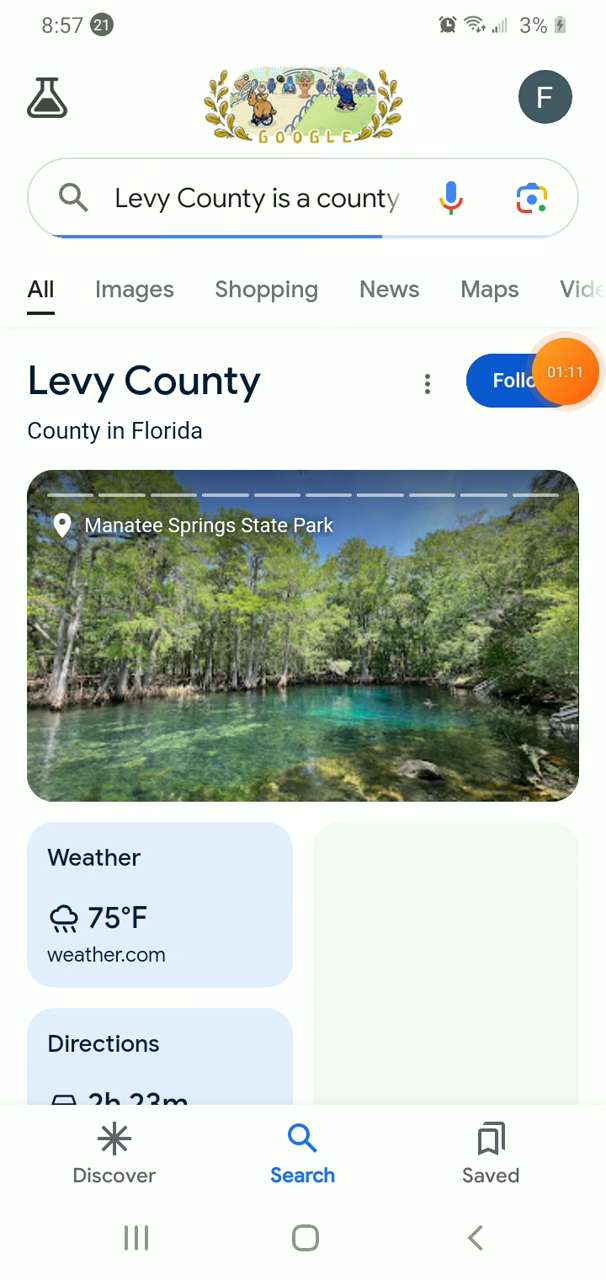 8:57 21 3%
GOOGLE
F
Levy County is a county
All Images Shopping News Maps Vide
Levy County
Follo
01:11
County in Florida
Manatee Springs State Park
Weather
75°F
weather.com
Directions
2h 23m
Discover Search Saved